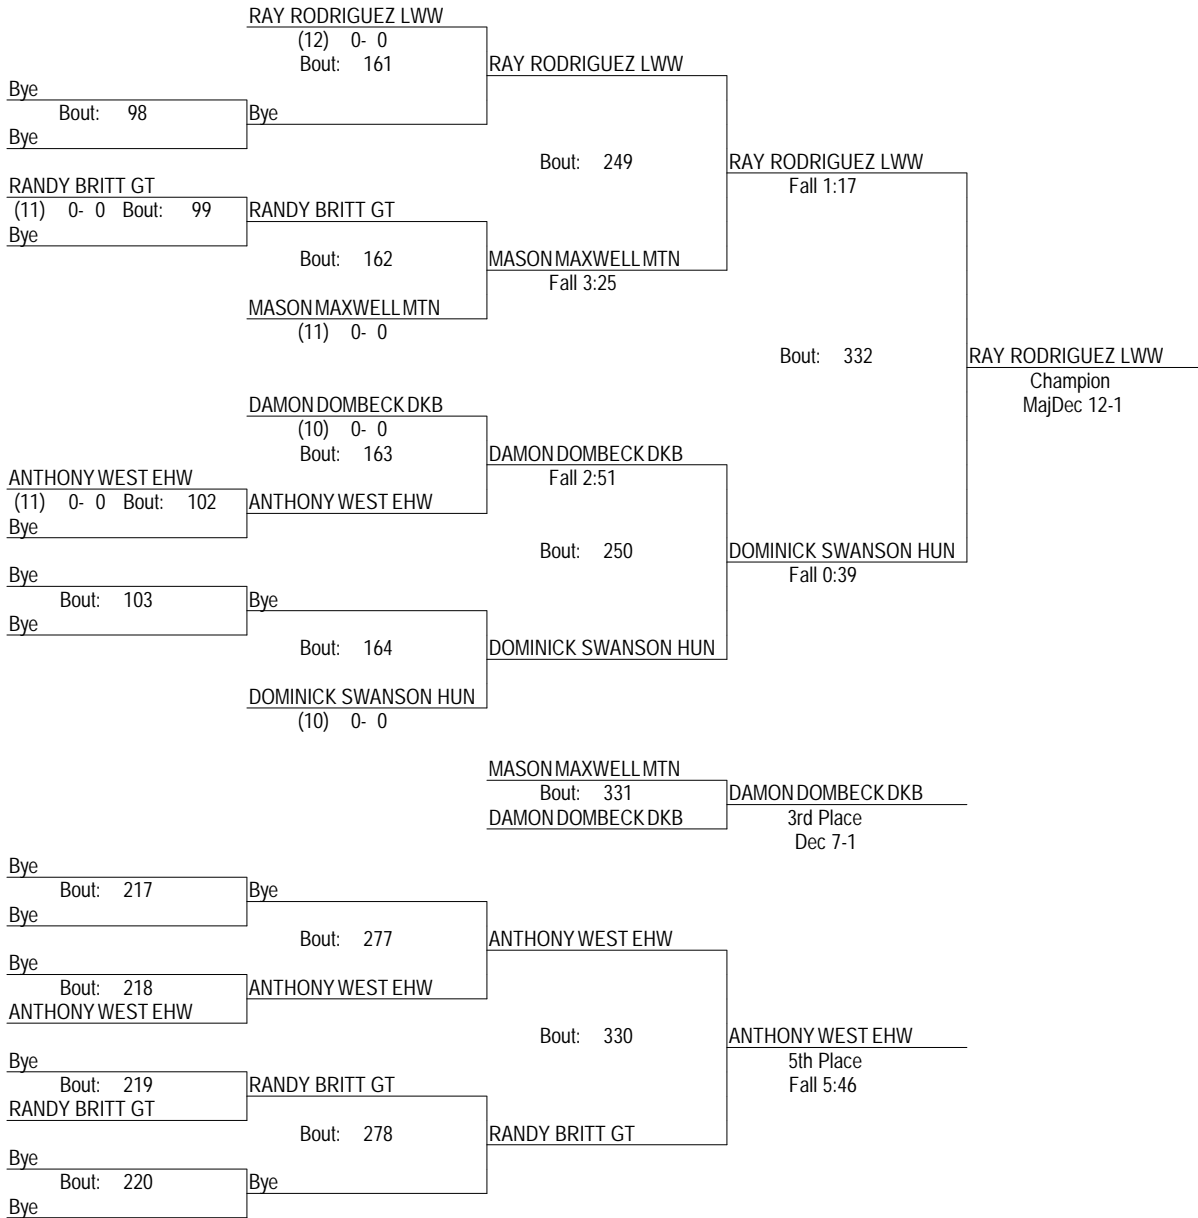 RAY RODRIGUEZ LWW
(12) 0- 0
Bout: 161
RAY RODRIGUEZ LWW
Bye
Bout: 98
Bye
Bye
Bout: 249
RAY RODRIGUEZ LWW
Fall 1:17
RANDY BRITT GT
(11) 0- 0 Bout: 99
RANDY BRITT GT
Bye
Bout: 162
MASON MAXWELL MTN
Fall 3:25
MASON MAXWELL MTN
(11) 0- 0
Bout: 332
RAY RODRIGUEZ LWW
Champion
MajDec 12-1
DAMON DOMBECK DKB
(10) 0- 0
Bout: 163
DAMON DOMBECK DKB
Fall 2:51
ANTHONY WEST EHW
(11) 0- 0 Bout: 102
ANTHONY WEST EHW
Bye
Bout: 250
DOMINICK SWANSON HUN
Fall 0:39
Bye
Bout: 103
Bye
Bye
Bout: 164
DOMINICK SWANSON HUN
DOMINICK SWANSON HUN
(10) 0- 0
MASON MAXWELL MTN
Bout: 331
DAMON DOMBECK DKB
DAMON DOMBECK DKB
3rd Place
Dec 7-1
Bye
Bout: 217
Bye
Bye
Bout: 277
ANTHONY WEST EHW
Bye
Bout: 218
ANTHONY WEST EHW
ANTHONY WEST EHW
Bout: 330
ANTHONY WEST EHW
5th Place
Fall 5:46
Bye
Bout: 219
RANDY BRITT GT
RANDY BRITT GT
Bout: 278
RANDY BRITT GT
Bye
Bout: 220
Bye
Bye